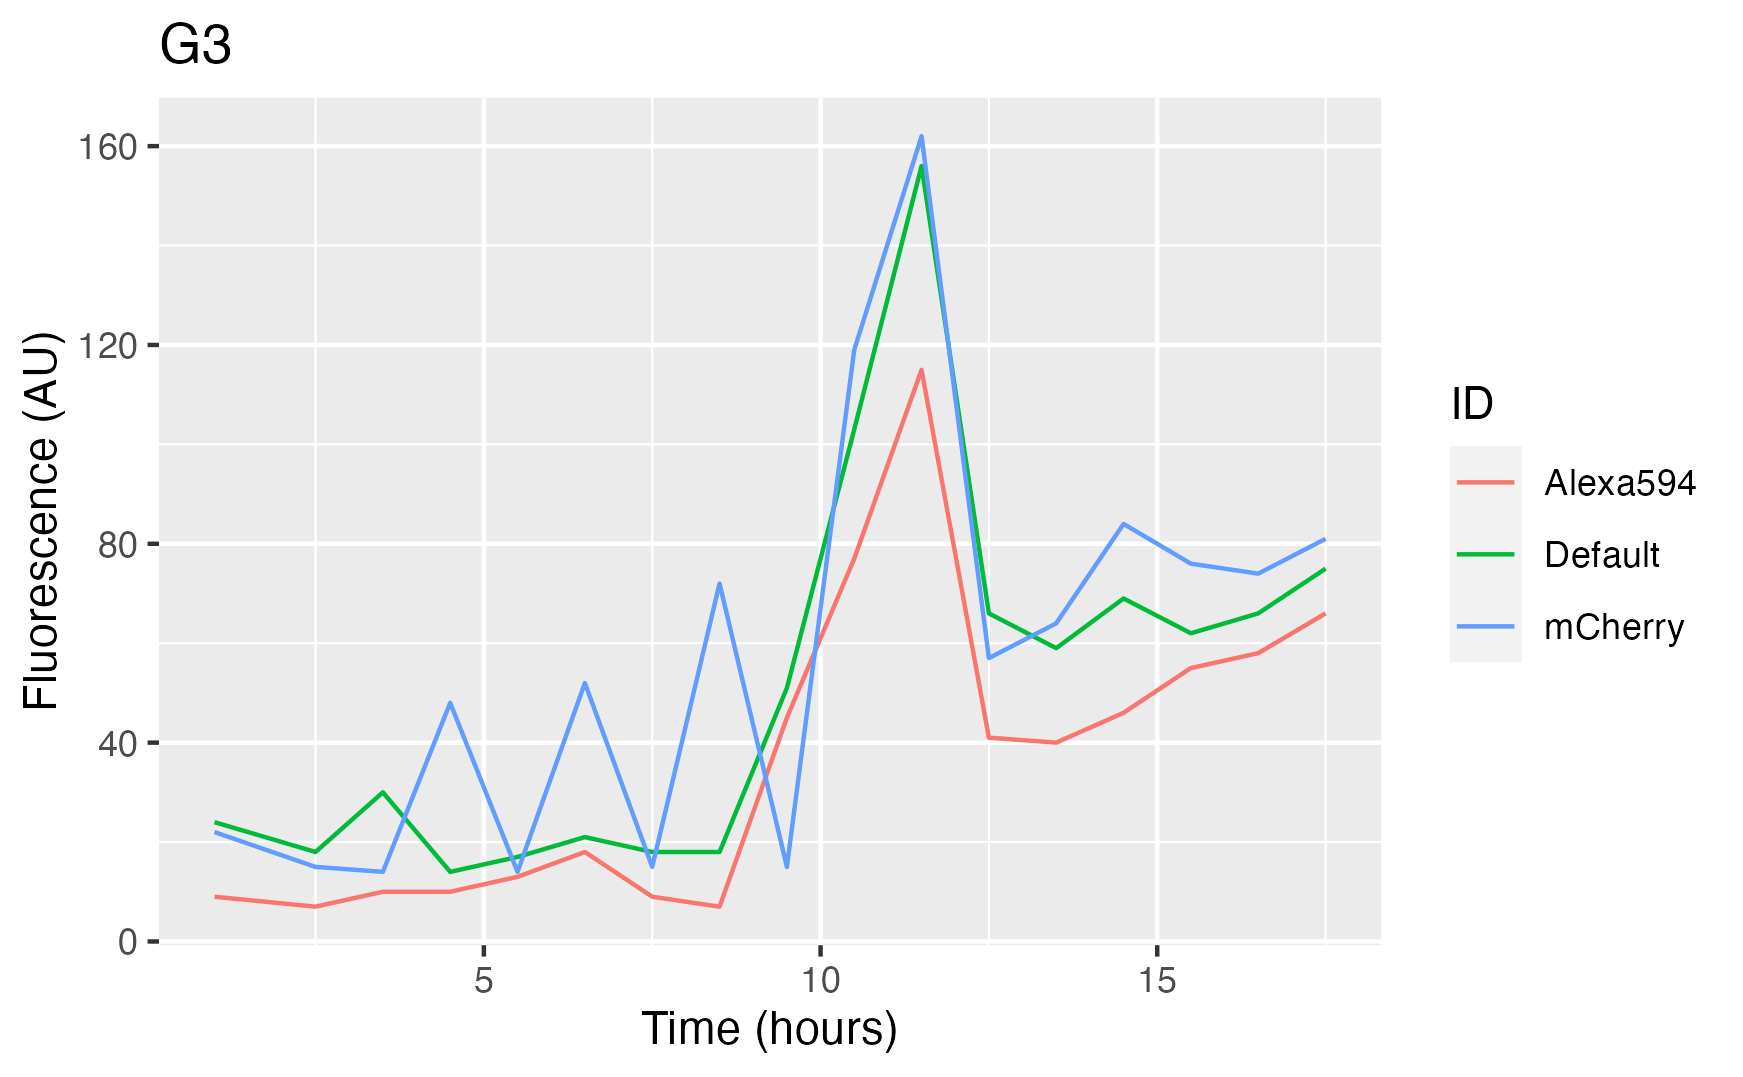 G3
160
120
80
40
0
Fluorescence (AU)
5 10 15
Time (hours)
ID
Alexa594
Default
mCherry